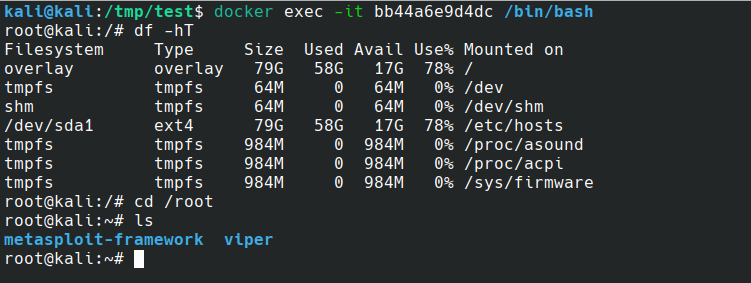 kali@kali:/tmp/test$ docker exec -it bb44a6e9d4dc /bin/bash
root@kali:/# df -hT
Filesystem     Type     Size  Used Avail Use% Mounted on
overlay        overlay   79G   58G   17G  78% /
tmpfs          tmpfs     64M     0   64M   0% /dev
shm            tmpfs     64M     0   64M   0% /dev/shm
/dev/sda1      ext4      79G   58G   17G  78% /etc/hosts
tmpfs          tmpfs    984M     0  984M   0% /proc/asound
tmpfs          tmpfs    984M     0  984M   0% /proc/acpi
tmpfs          tmpfs    984M     0  984M   0% /sys/firmware
root@kali:/# cd /root
root@kali:~# ls
metasploit-framework  viper
root@kali:~#